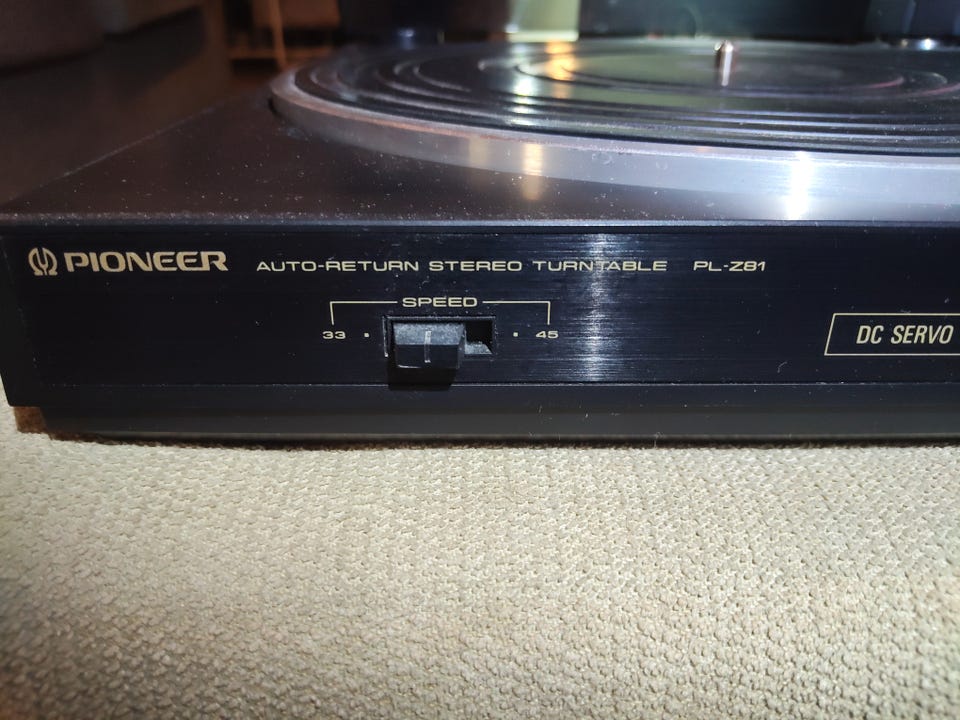 PIONEER AUTO-RETURN STEREO TURNTABLE PL-Z81
SPEED
33 45
DC SERVO